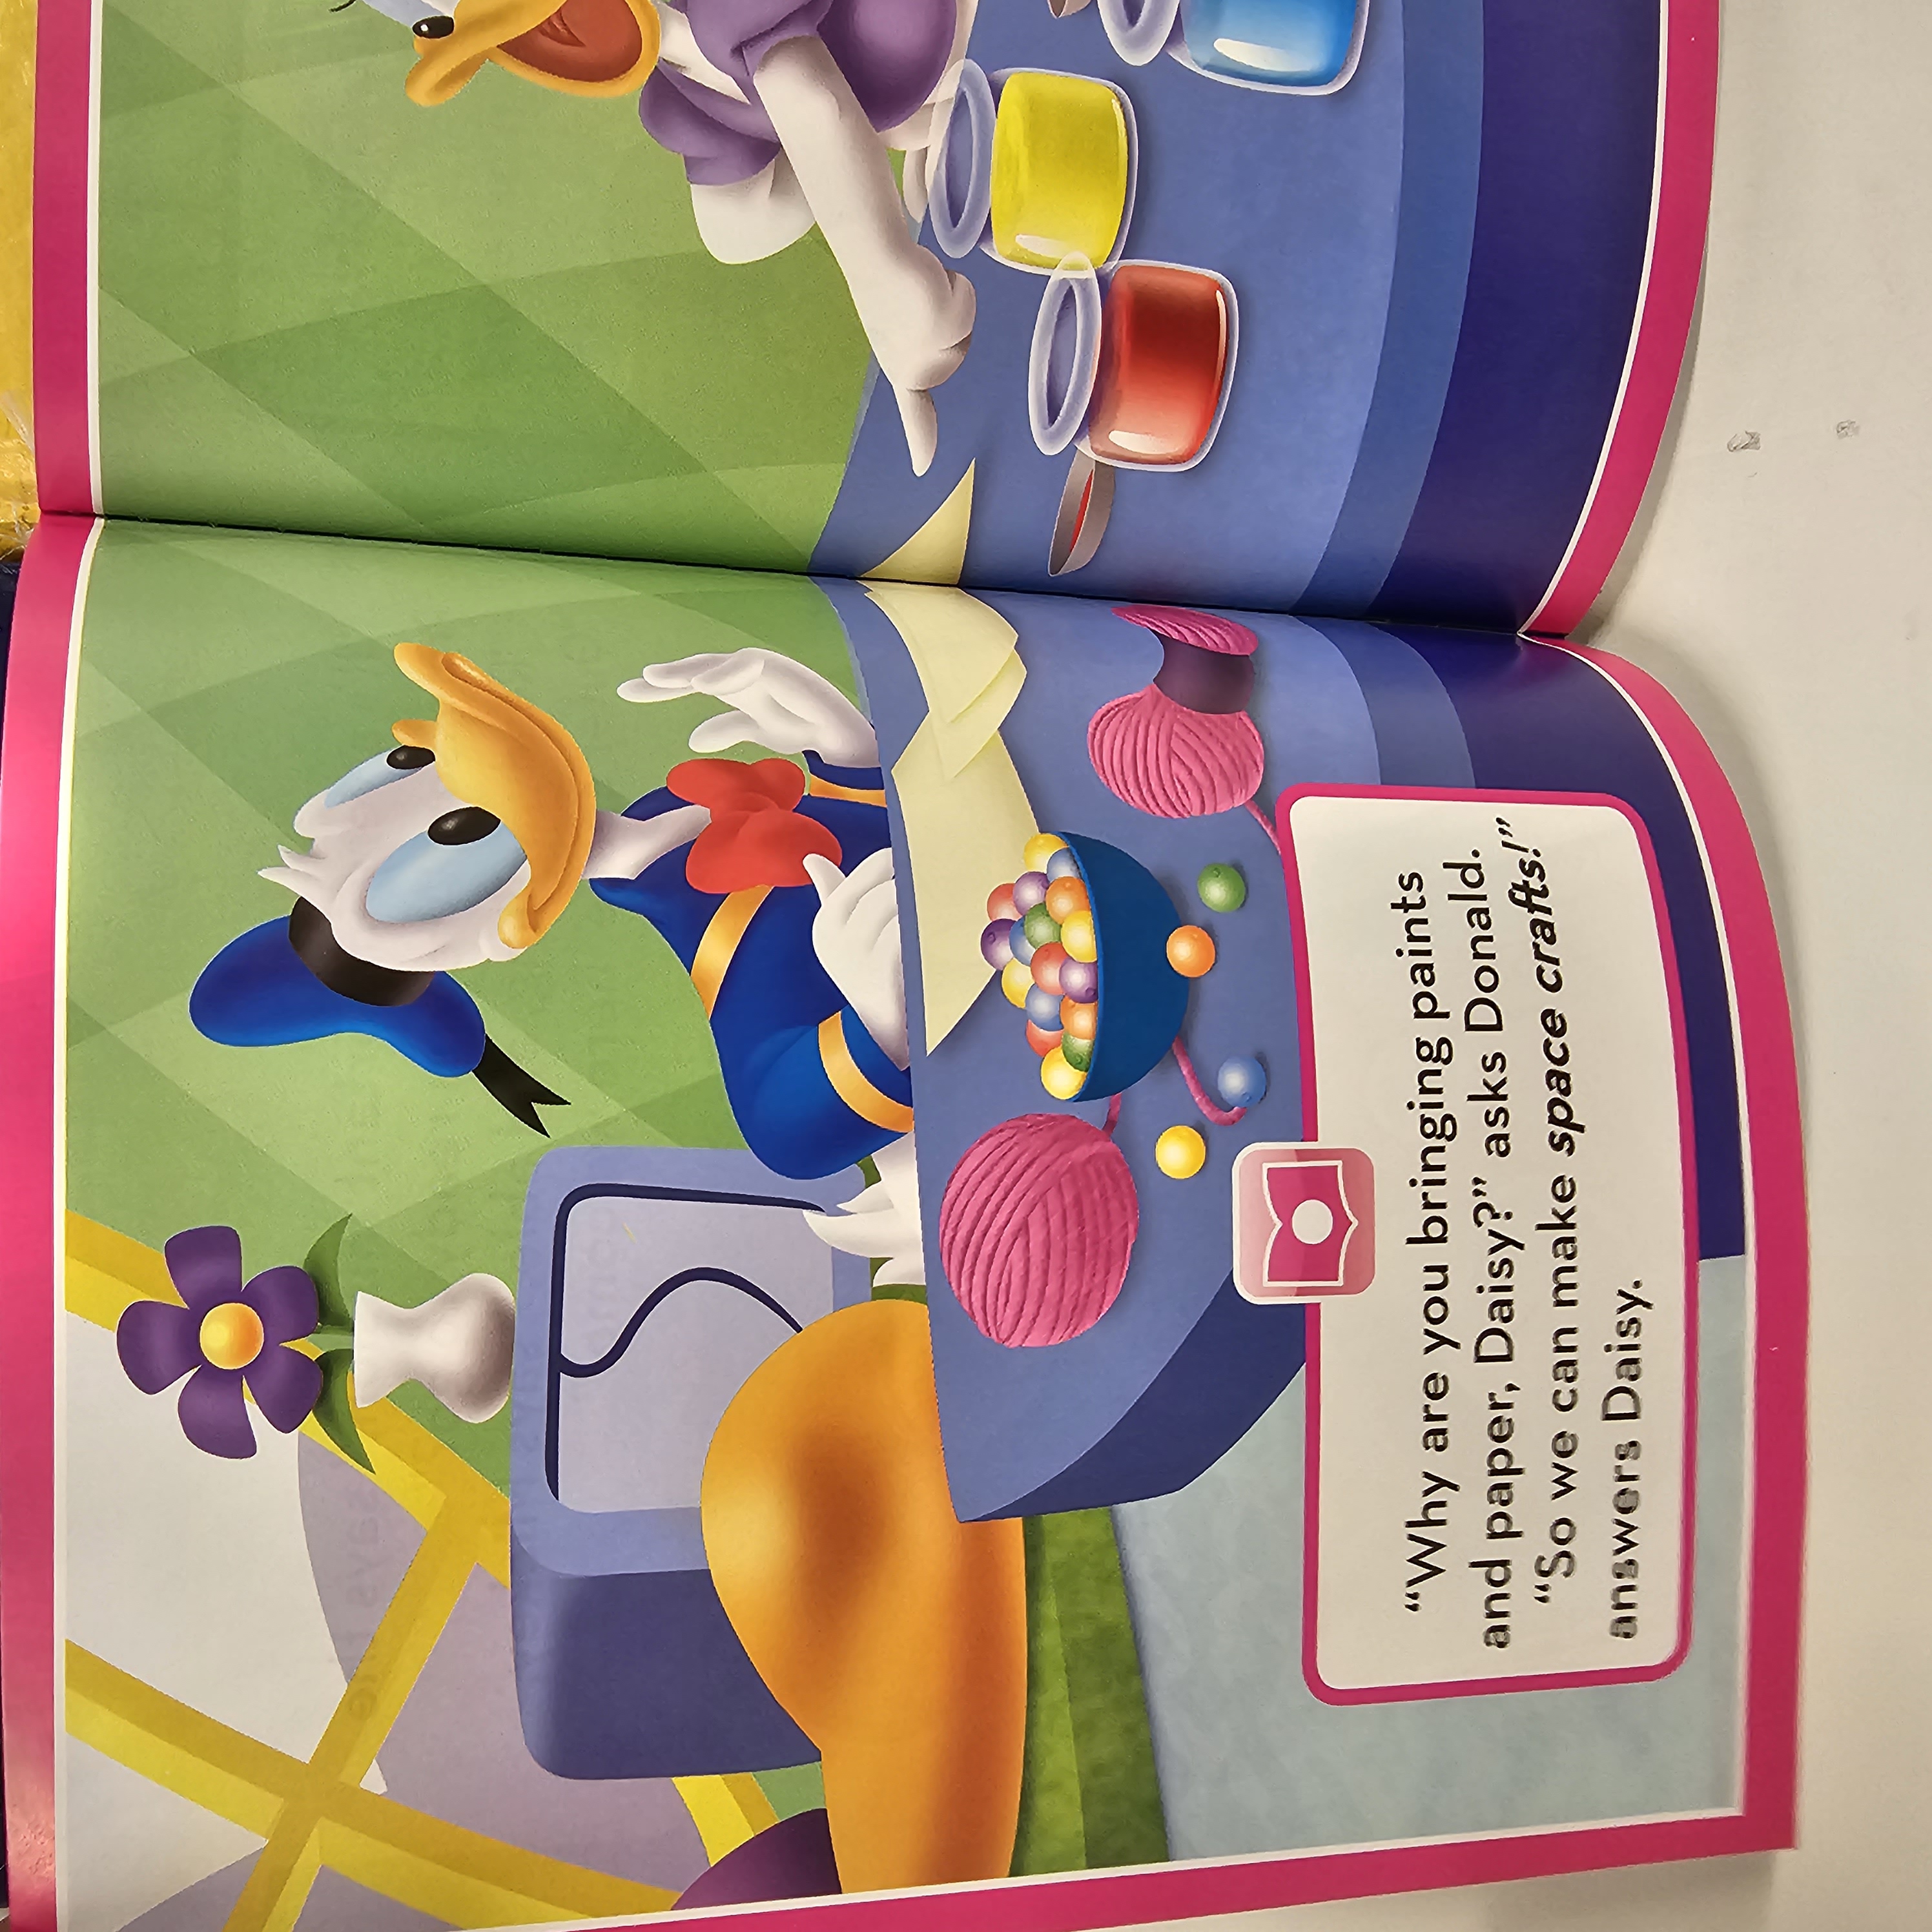 “Why are you bringing paints
and paper, Daisy?” asks Donald.
“So we can make space crafts!”
answers Daisy.